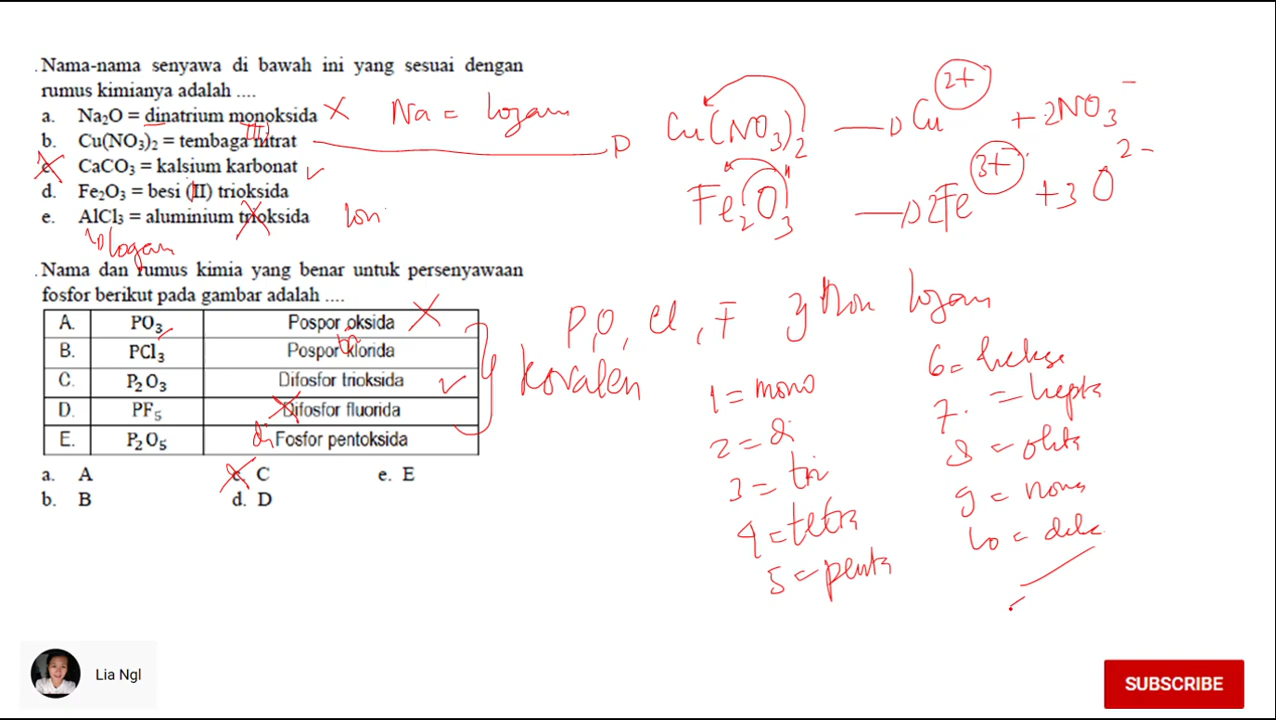 . Nama-nama senyawa di bawah ini yang sesuai dengan
rumus kimianya adalah ....
a. Na₂O = dinatrium monoksida X
b. Cu(NO₃)₂ = tembaga (II) nitrat
c. CaCO₃ = kalsium karbonat
d. Fe₂O₃ = besi (II) trioksida
e. AlCl₃ = aluminium trioksida
logam
Na = logam
Cu(NO₃)₂ → Cu²⁺ + 2NO₃⁻
Fe₂O₃ → 2Fe³⁺ + 3O²⁻
. Nama dan rumus kimia yang benar untuk persenyawaan
fosfor berikut pada gambar adalah ....
A. PO₃ Pospor oksida X
B. PCl₃ Pospor tri klorida
C. P₂O₃ Difosfor trioksida
D. PF₅ Difosfor fluorida
E. P₂O₅ di Fosfor pentoksida
a. A
b. B
c. C
d. D
e. E
P, O, Cl, F } non logam
kovalen
1 = mono
2 = di
3 = tri
4 = tetra
5 = penta
6 = heksa
7. = hepta
8 = okta
9 = nona
10 = deka
Lia Ngl
SUBSCRIBE